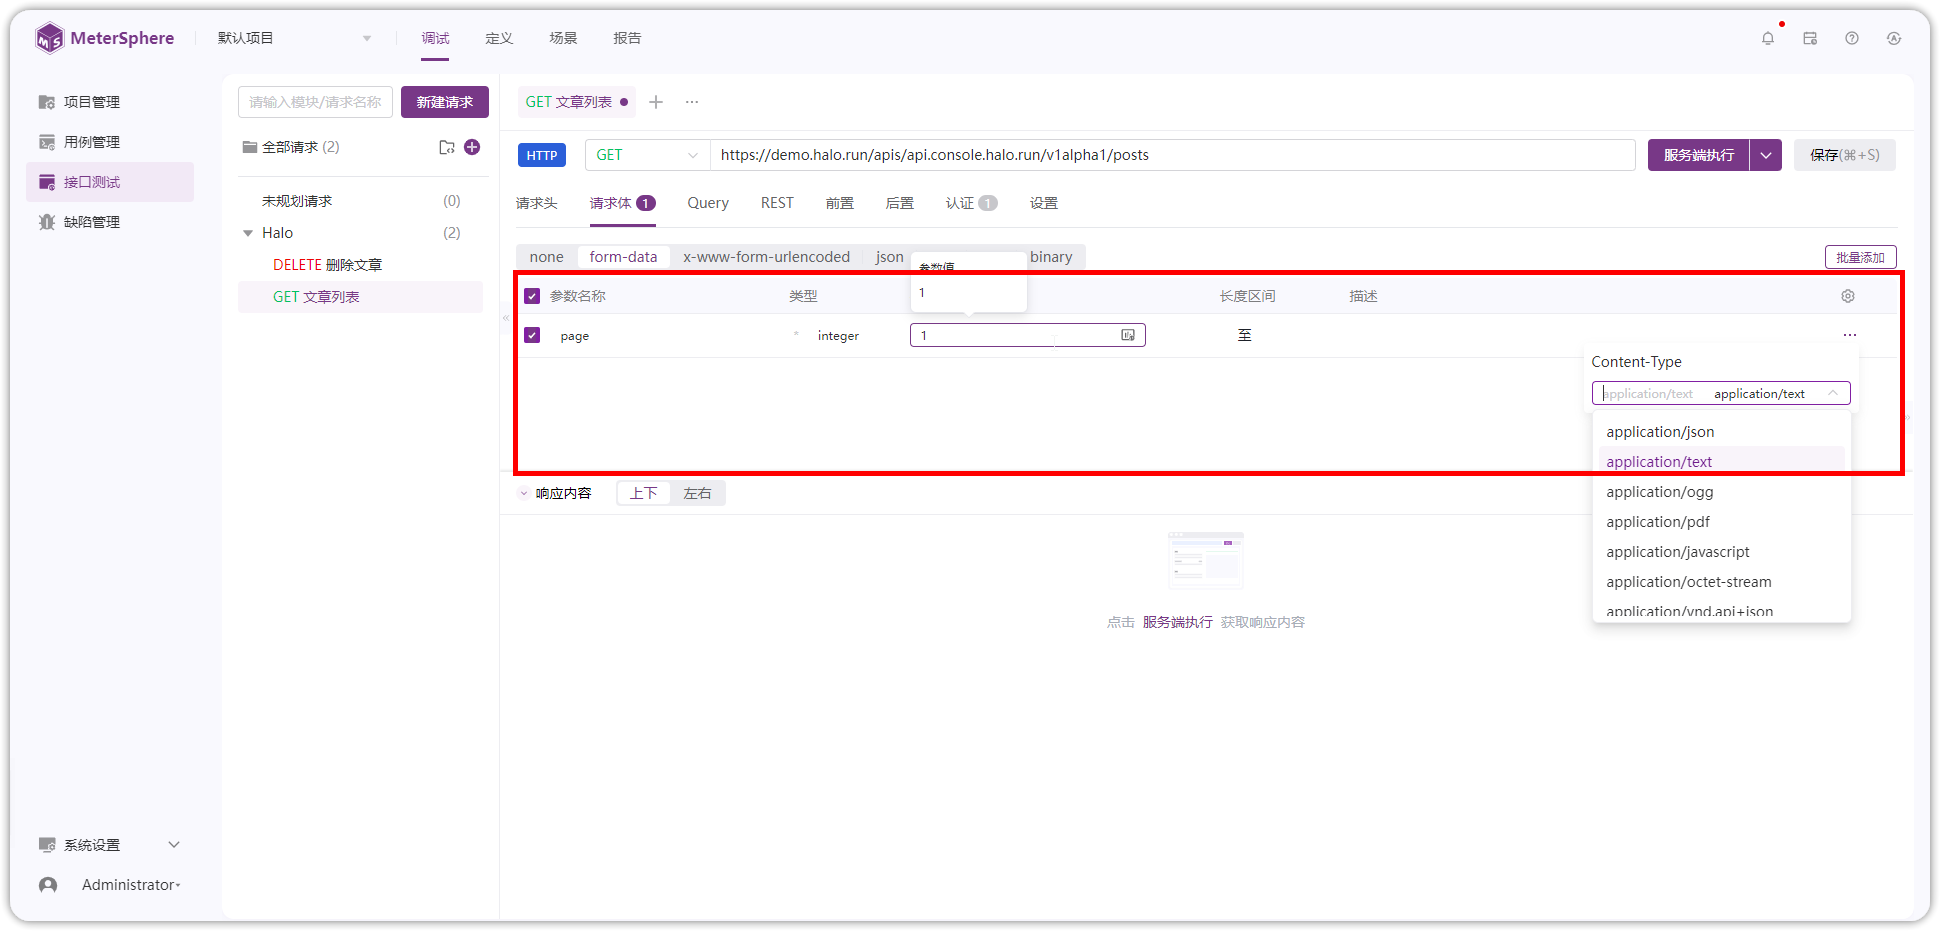 MeterSphere
默认项目
调试 定义 场景 报告
项目管理
用例管理
接口测试
缺陷管理
系统设置
Administrator
请输入模块/请求名称 新建请求
全部请求 (2)
未规划请求 (0)
Halo (2)
DELETE 删除文章
GET 文章列表
GET 文章列表
HTTP GET https://demo.halo.run/apis/api.console.halo.run/v1alpha1/posts 服务端执行 保存(⌘+S)
请求头 请求体 1 Query REST 前置 后置 认证 1 设置
none form-data x-www-form-urlencoded json binary 批量添加
参数值
1
参数名称 类型 长度区间 描述
page * integer 1 至
Content-Type
application/text application/text
application/json
application/text
application/ogg
application/pdf
application/javascript
application/octet-stream
application/vnd.api+json
响应内容 上下 左右
点击 服务端执行 获取响应内容